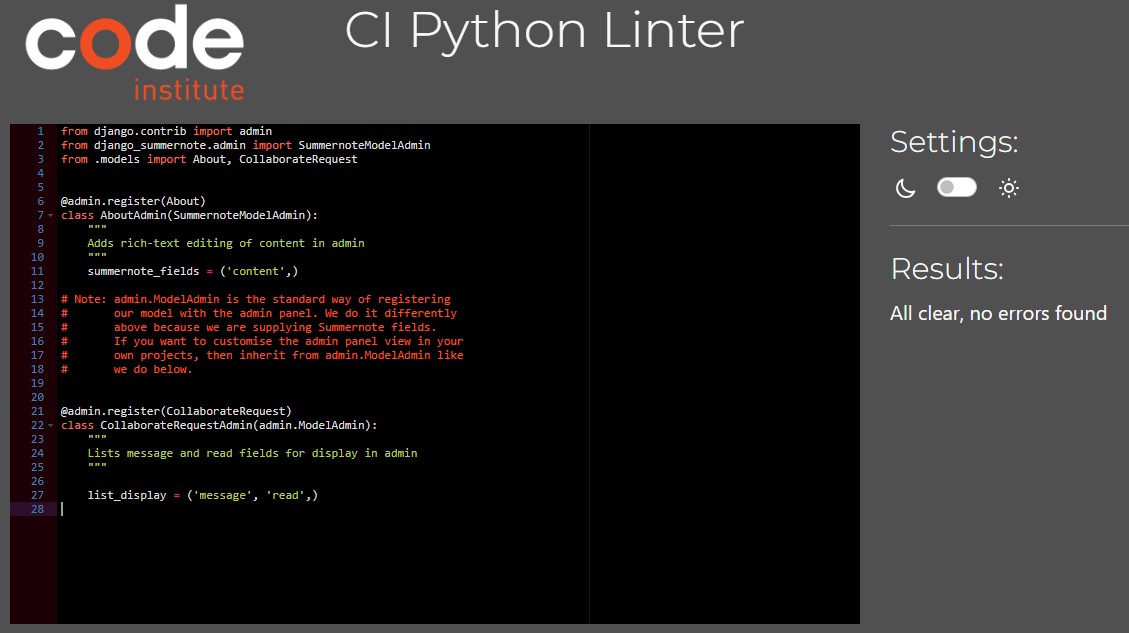 code
institute
CI Python Linter
1 from django.contrib import admin
2 from django_summernote.admin import SummernoteModelAdmin
3 from .models import About, CollaborateRequest
4
5
6 @admin.register(About)
7 class AboutAdmin(SummernoteModelAdmin):
8     """
9     Adds rich-text editing of content in admin
10     """
11     summernote_fields = ('content',)
12
13 # Note: admin.ModelAdmin is the standard way of registering
14 #       our model with the admin panel. We do it differently
15 #       above because we are supplying Summernote fields.
16 #       If you want to customise the admin panel view in your
17 #       own projects, then inherit from admin.ModelAdmin like
18 #       we do below.
19
20
21 @admin.register(CollaborateRequest)
22 class CollaborateRequestAdmin(admin.ModelAdmin):
23     """
24     Lists message and read fields for display in admin
25     """
26
27     list_display = ('message', 'read',)
28
Settings:
Results:
All clear, no errors found